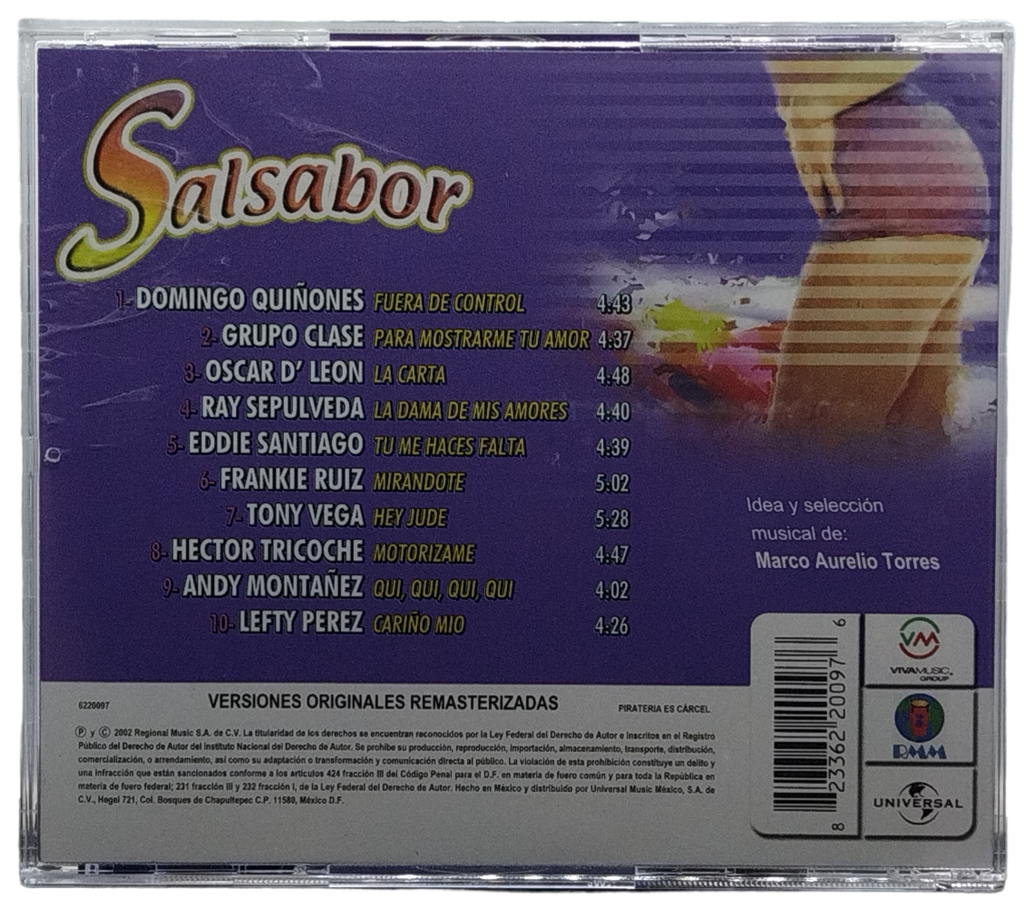 Salsabor
1- DOMINGO QUIÑONES FUERA DE CONTROL 4:43
2- GRUPO CLASE PARA MOSTRARME TU AMOR 4:37
3- OSCAR D' LEON LA CARTA 4:48
4- RAY SEPULVEDA LA DAMA DE MIS AMORES 4:40
5- EDDIE SANTIAGO TU ME HACES FALTA 4:39
6- FRANKIE RUIZ MIRANDOTE 5:02
7- TONY VEGA HEY JUDE 5:28
8- HECTOR TRICOCHE MOTORIZAME 4:47
9- ANDY MONTAÑEZ QUI, QUI, QUI, QUI 4:02
10- LEFTY PEREZ CARIÑO MIO 4:26
Idea y selección
musical de:
Marco Aurelio Torres
6220097
VERSIONES ORIGINALES REMASTERIZADAS
PIRATERIA ES CÁRCEL
Ⓟ y Ⓒ 2002 Regional Music S.A. de C.V. La titularidad de los derechos se encuentran reconocidos por la Ley Federal del Derecho de Autor e inscritos en el Registro
Público del Derecho de Autor del Instituto Nacional del Derecho de Autor. Se prohibe su producción, reproducción, importación, almacenamiento, transporte, distribución,
comercialización, o arrendamiento, así como su adaptación o transformación y comunicación directa al público. La violación de esta prohibición constituye un delito y
una infracción que están sancionados conforme a los artículos 424 fracción III del Código Penal para el D.F. en materia de fuero común y para toda la República en
materia de fuero federal; 231 fracción III y 232 fracción I, de la Ley Federal del Derecho de Autor. Hecho en México y distribuido por Universal Music México, S.A. de
C.V., Hegel 721, Col. Bosques de Chapultepec C.P. 11580, México D.F.
8 23362 20097 6
VM
VIVAMUSIC
GROUP
RMM
UNIVERSAL